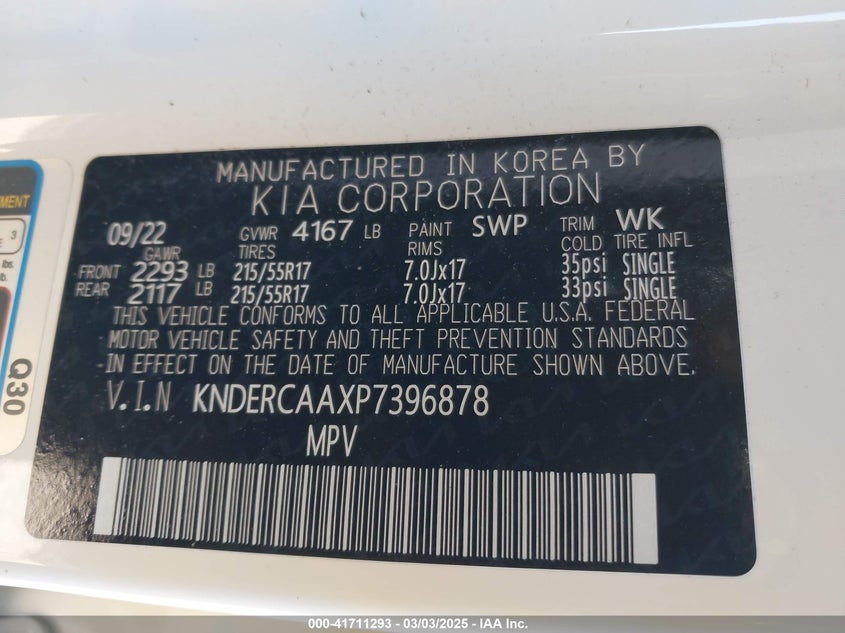 MANUFACTURED IN KOREA BY
KIA CORPORATION
09/22 GVWR 4167 LB PAINT SWP TRIM WK
GAWR TIRES RIMS COLD TIRE INFL
FRONT 2293 LB 215/55R17 7.0Jx17 35psi SINGLE
REAR 2117 LB 215/55R17 7.0Jx17 33psi SINGLE
THIS VEHICLE CONFORMS TO ALL APPLICABLE U.S.A. FEDERAL
MOTOR VEHICLE SAFETY AND THEFT PREVENTION STANDARDS
IN EFFECT ON THE DATE OF MANUFACTURE SHOWN ABOVE.
V.I.N KNDERCAAXP7396878
MPV
3
lbs.
Q30
000-41711293 - 03/03/2025 - IAA, Inc.